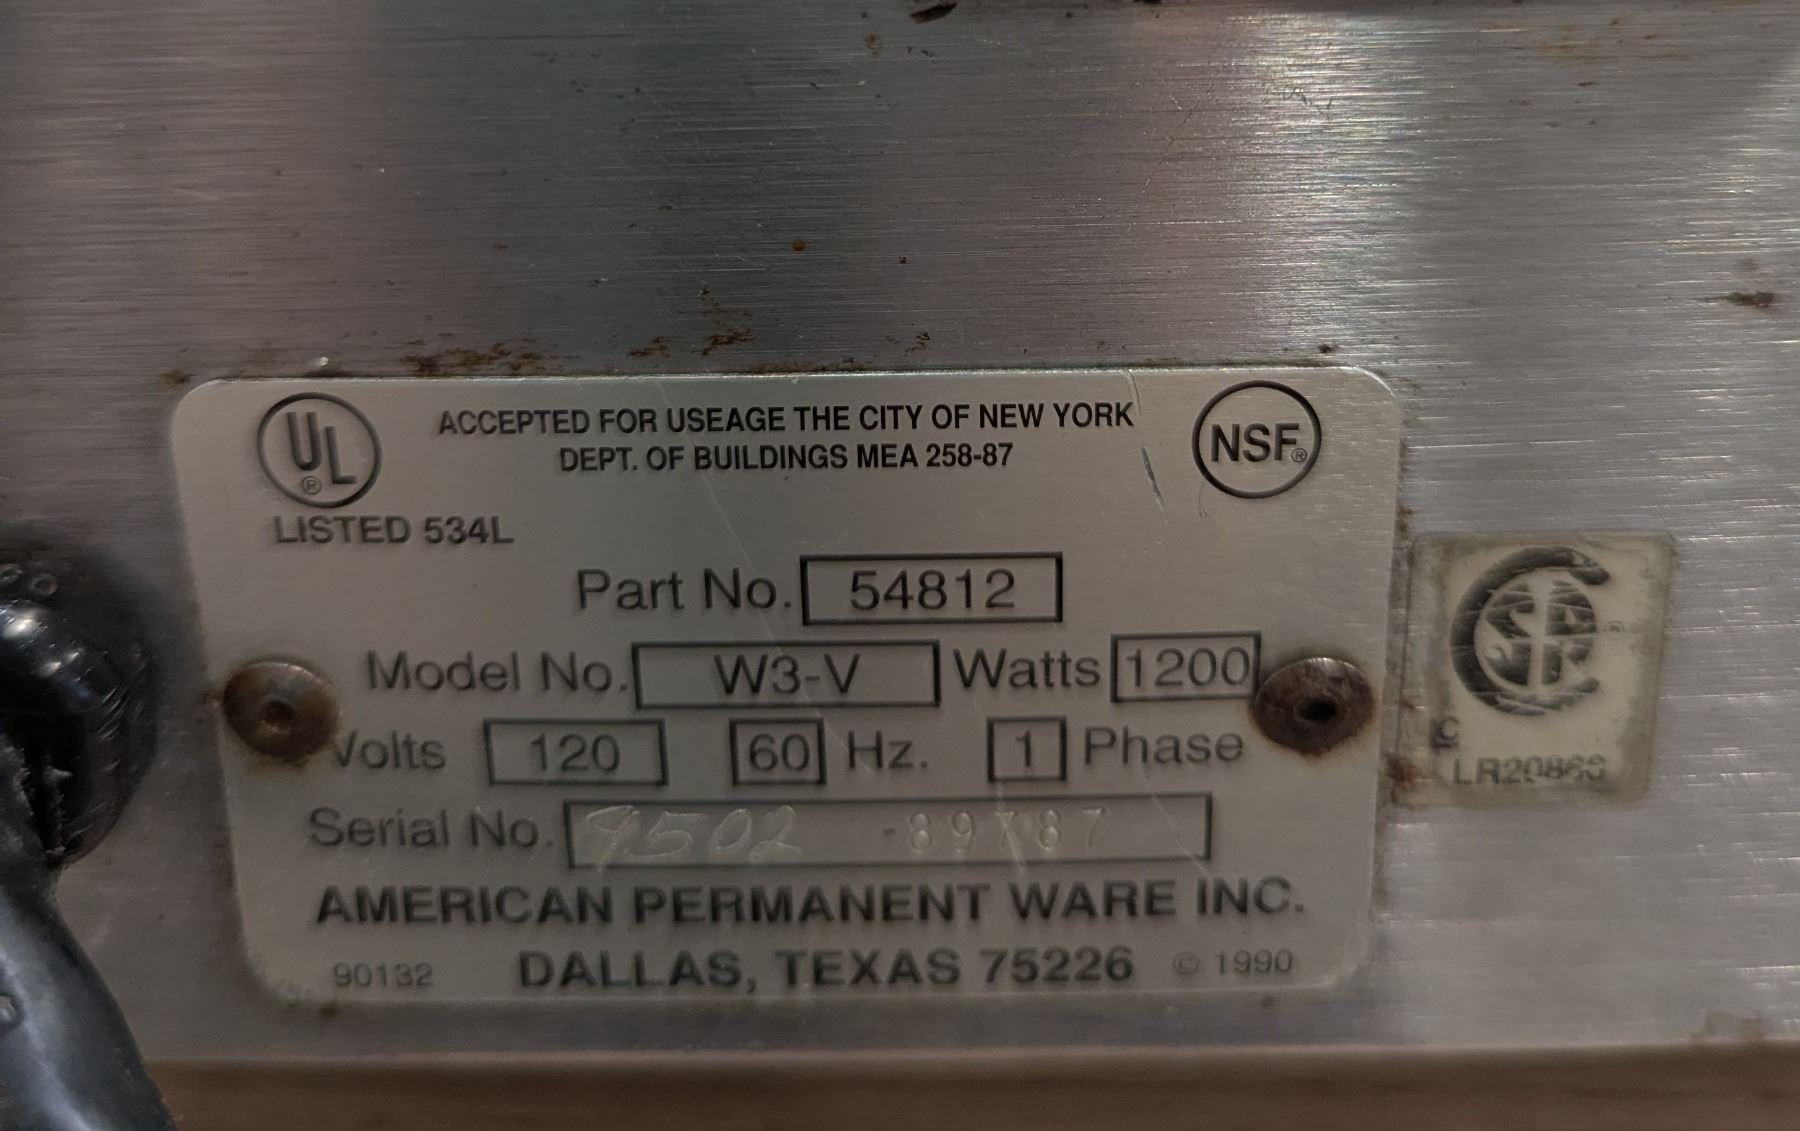 UL®
ACCEPTED FOR USEAGE THE CITY OF NEW YORK
DEPT. OF BUILDINGS MEA 258-87
NSF®
LISTED 534L
Part No. 54812
Model No. W3-V Watts 1200
Volts 120 60 Hz. 1 Phase
Serial No. 9502
AMERICAN PERMANENT WARE INC.
90132 DALLAS, TEXAS 75226 © 1990